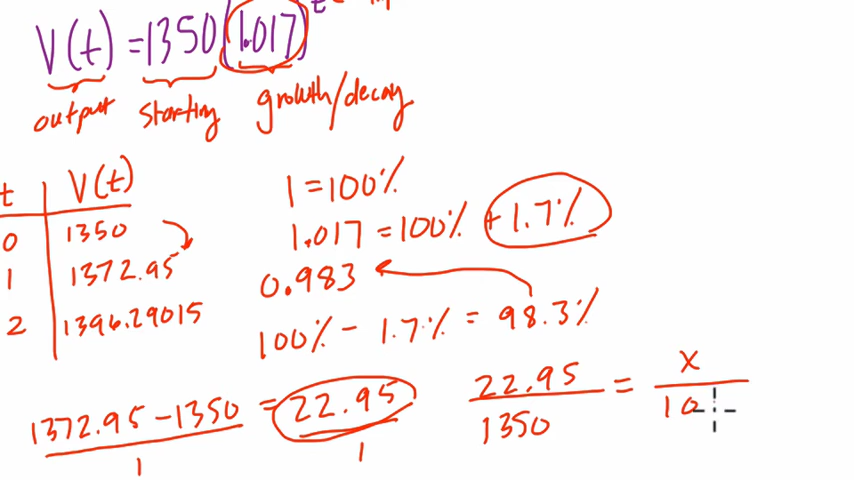 V(t) = 1350(1.017)^t
output starting growth/decay
t V(t)
0 1350
1 1372.95
2 1396.29015
1 = 100%
1.017 = 100% + 1.7%
0.983
100% - 1.7% = 98.3%
1372.95 - 1350 / 1 = 22.95 / 1
22.95 / 1350 = x / 10